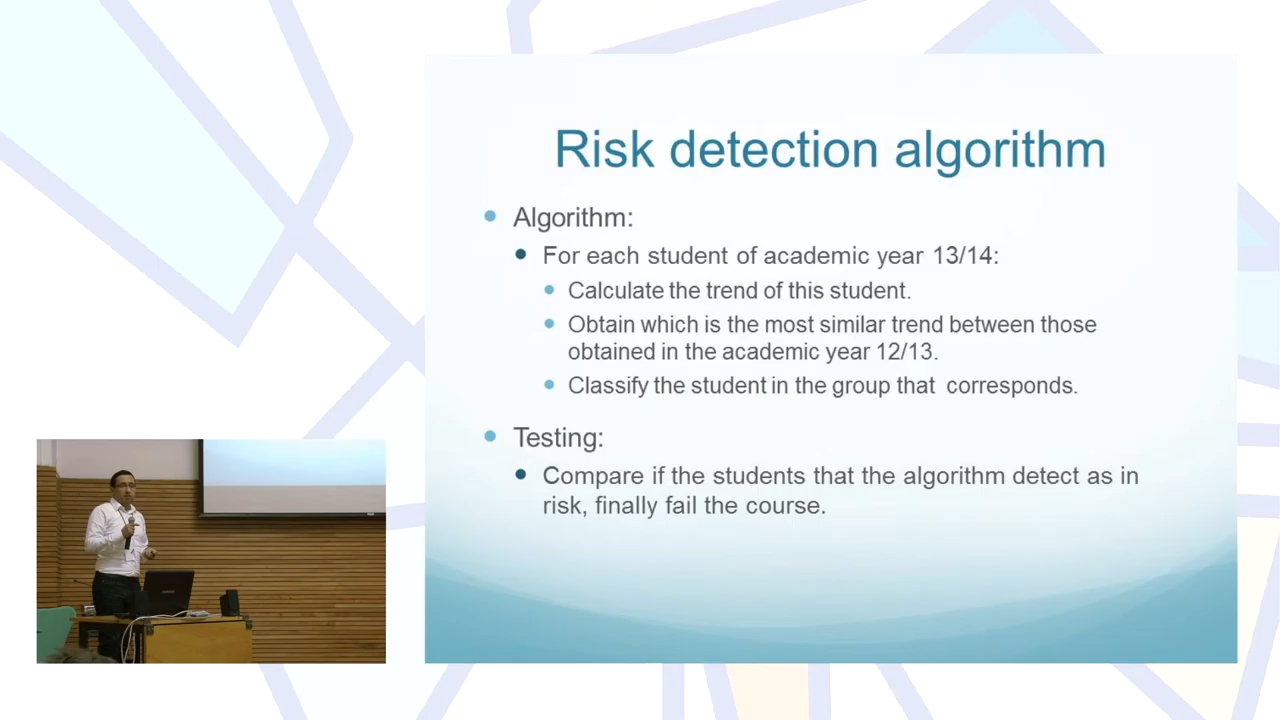 Risk detection algorithm
Algorithm:
For each student of academic year 13/14:
Calculate the trend of this student.
Obtain which is the most similar trend between those
obtained in the academic year 12/13.
Classify the student in the group that corresponds.
Testing:
Compare if the students that the algorithm detect as in
risk, finally fail the course.